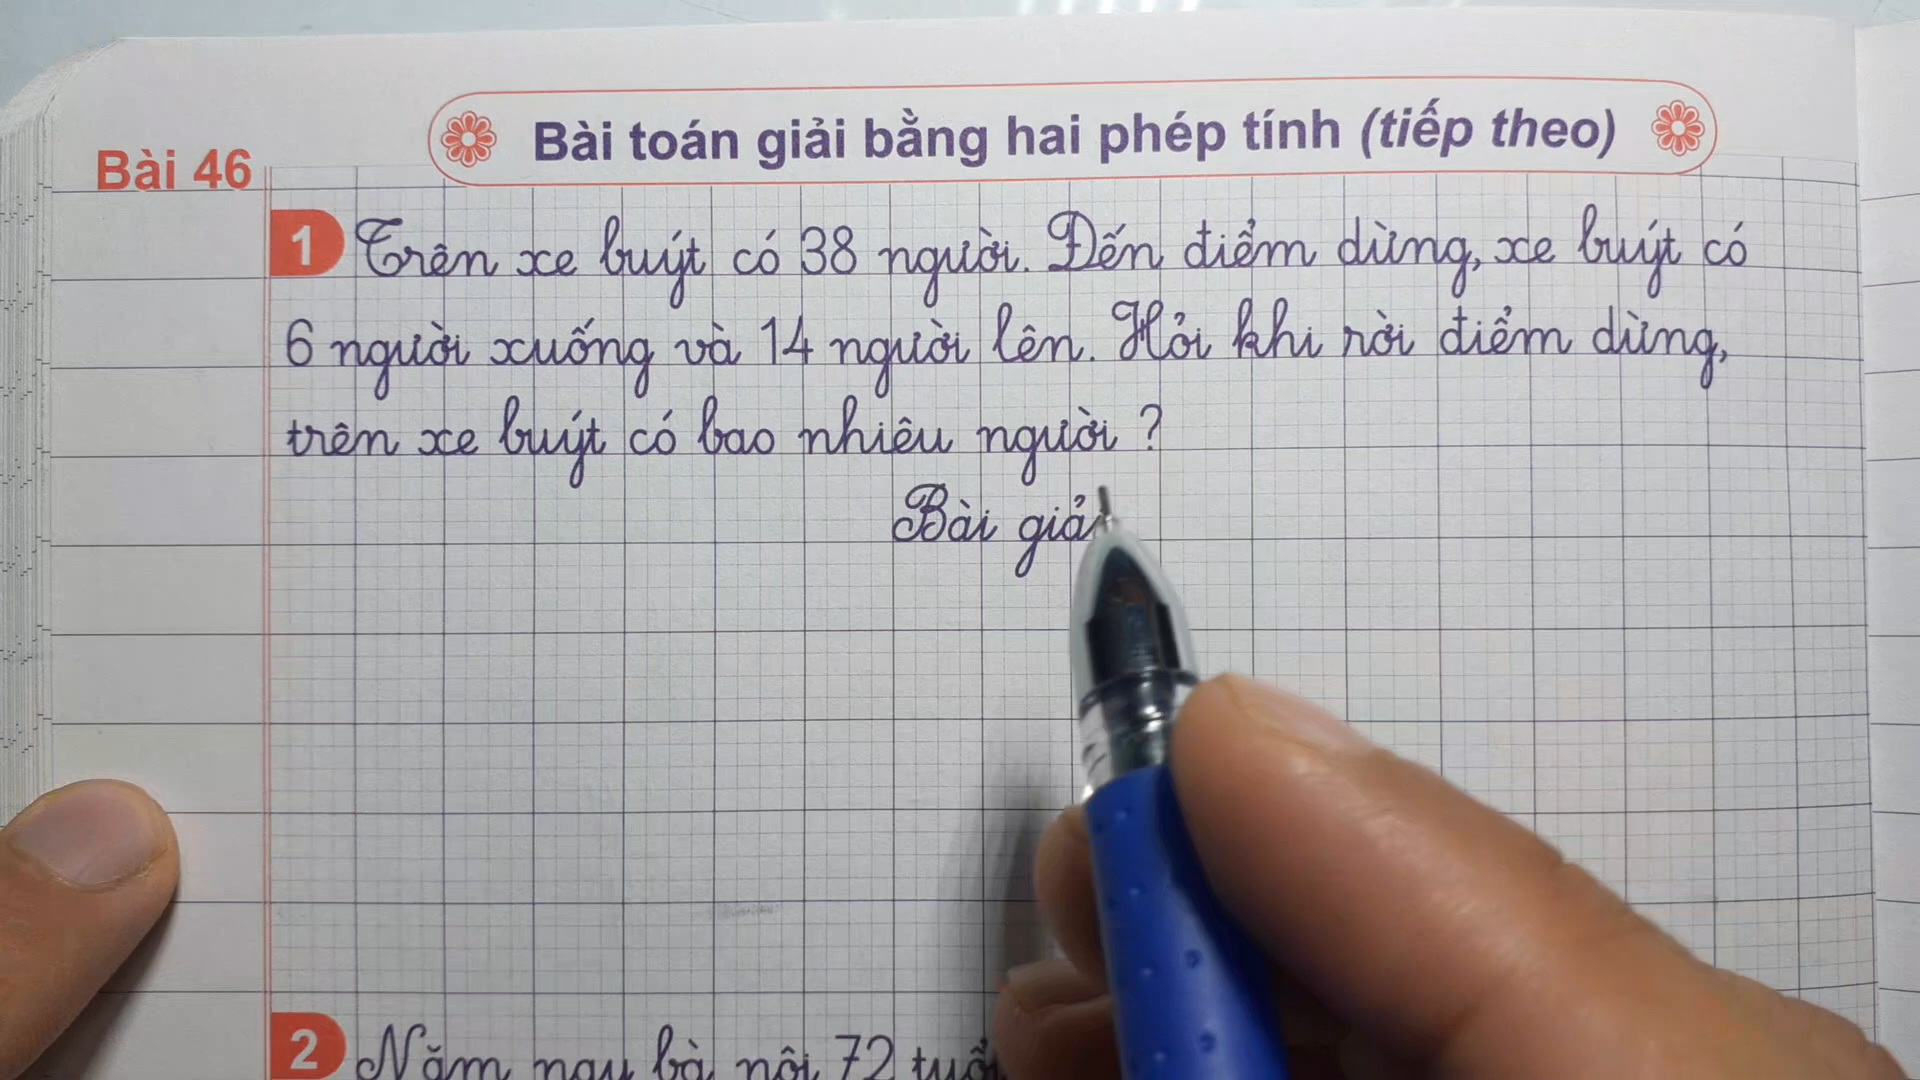 Bài 46
Bài toán giải bằng hai phép tính (tiếp theo)
1 Trên xe buýt có 38 người. Đến điểm dừng, xe buýt có
6 người xuống và 14 người lên. Hỏi khi rời điểm dừng,
trên xe buýt có bao nhiêu người ?
Bài giải
2 Năm nay bà nội 72 tuổi